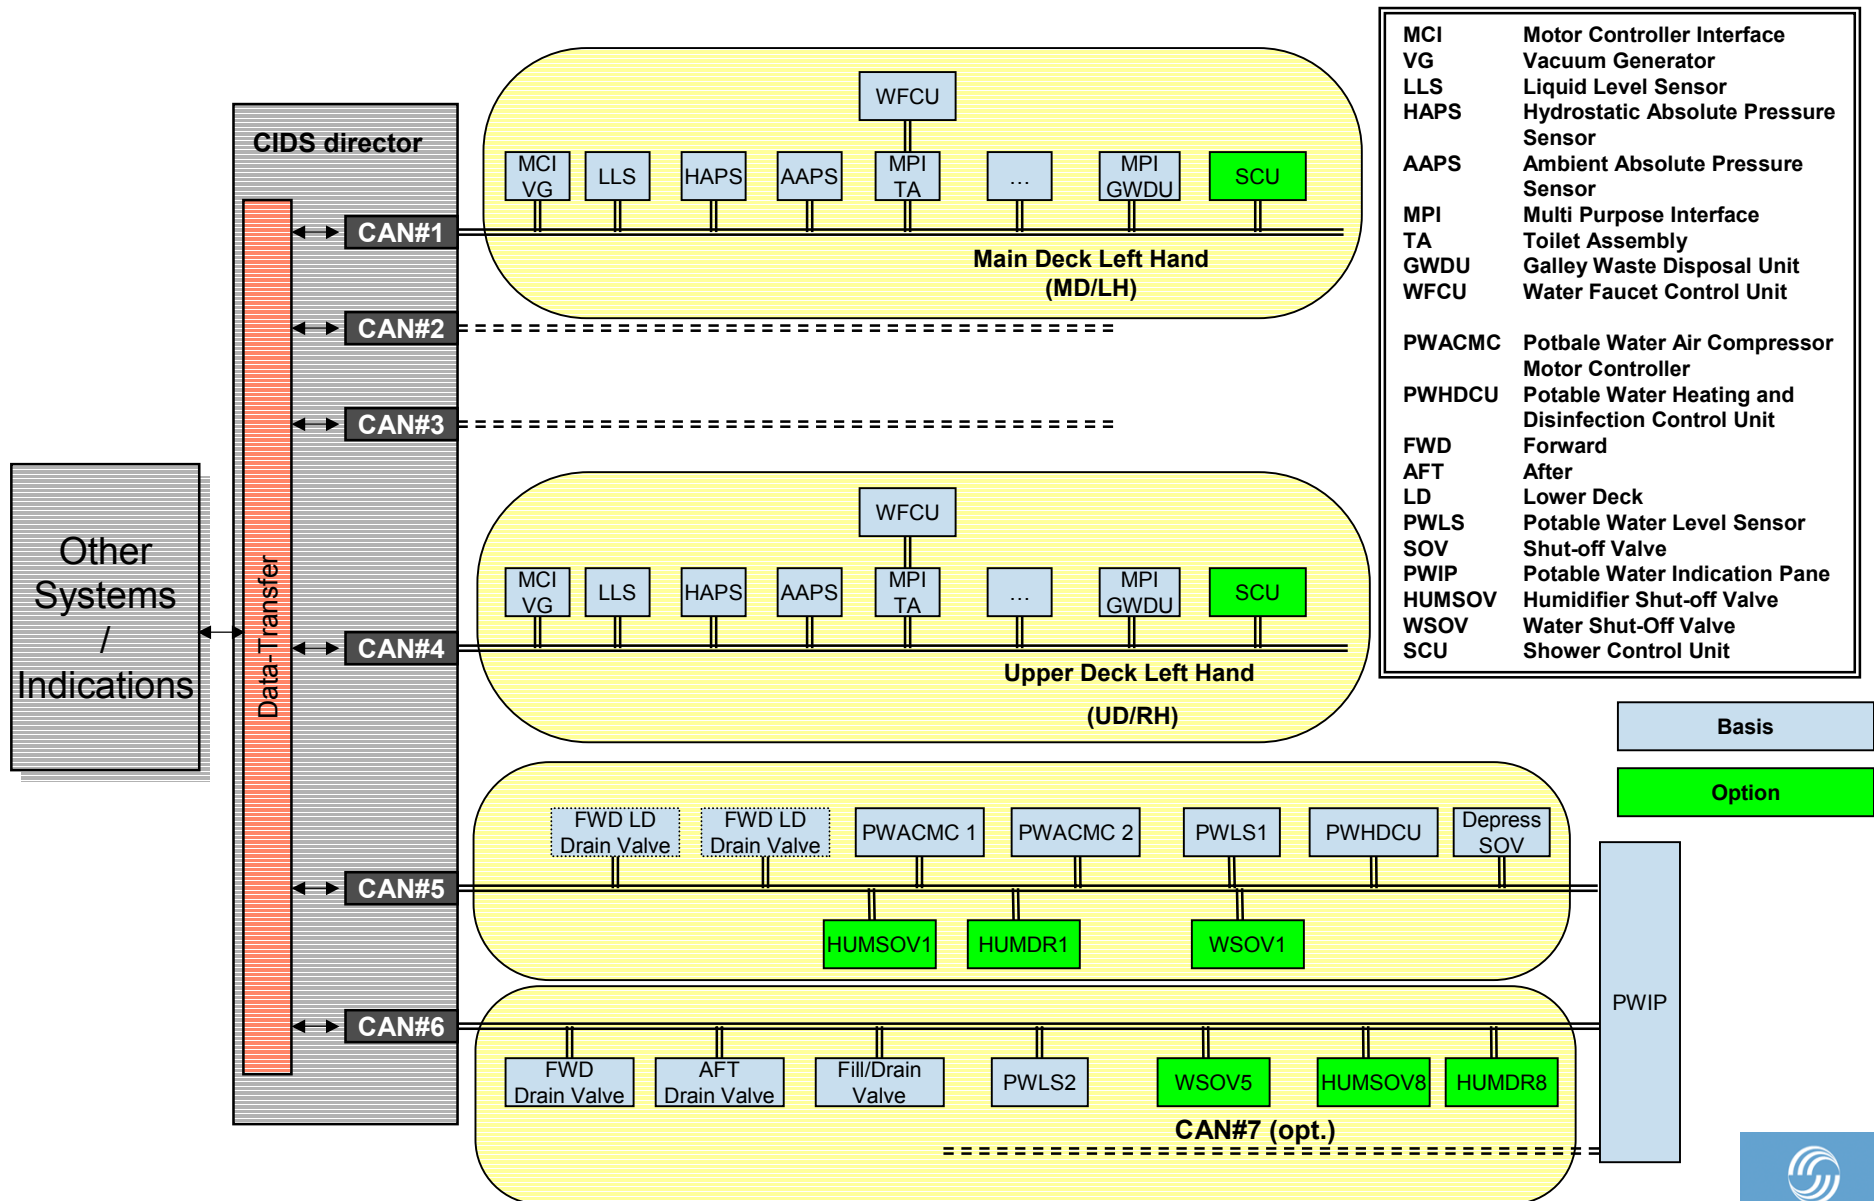 CIDS director
Data-Transfer
Other
Systems
/
Indications
CAN#1
WFCU
MCI
VG
LLS
HAPS
AAPS
MPI
TA
...
MPI
GWDU
SCU
Main Deck Left Hand
(MD/LH)
CAN#2
CAN#3
CAN#4
WFCU
MCI
VG
LLS
HAPS
AAPS
MPI
TA
...
MPI
GWDU
SCU
Upper Deck Left Hand
(UD/RH)
CAN#5
FWD LD
Drain Valve
FWD LD
Drain Valve
PWACMC 1
PWACMC 2
PWLS1
PWHDCU
Depress
SOV
HUMSOV1
HUMDR1
WSOV1
CAN#6
FWD
Drain Valve
AFT
Drain Valve
Fill/Drain
Valve
PWLS2
WSOV5
HUMSOV8
HUMDR8
CAN#7 (opt.)
PWIP
MCI Motor Controller Interface
VG Vacuum Generator
LLS Liquid Level Sensor
HAPS Hydrostatic Absolute Pressure
Sensor
AAPS Ambient Absolute Pressure
Sensor
MPI Multi Purpose Interface
TA Toilet Assembly
GWDU Galley Waste Disposal Unit
WFCU Water Faucet Control Unit
PWACMC Potbale Water Air Compressor
Motor Controller
PWHDCU Potable Water Heating and
Disinfection Control Unit
FWD Forward
AFT After
LD Lower Deck
PWLS Potable Water Level Sensor
SOV Shut-off Valve
PWIP Potable Water Indication Pane
HUMSOV Humidifier Shut-off Valve
WSOV Water Shut-Off Valve
SCU Shower Control Unit
Basis
Option